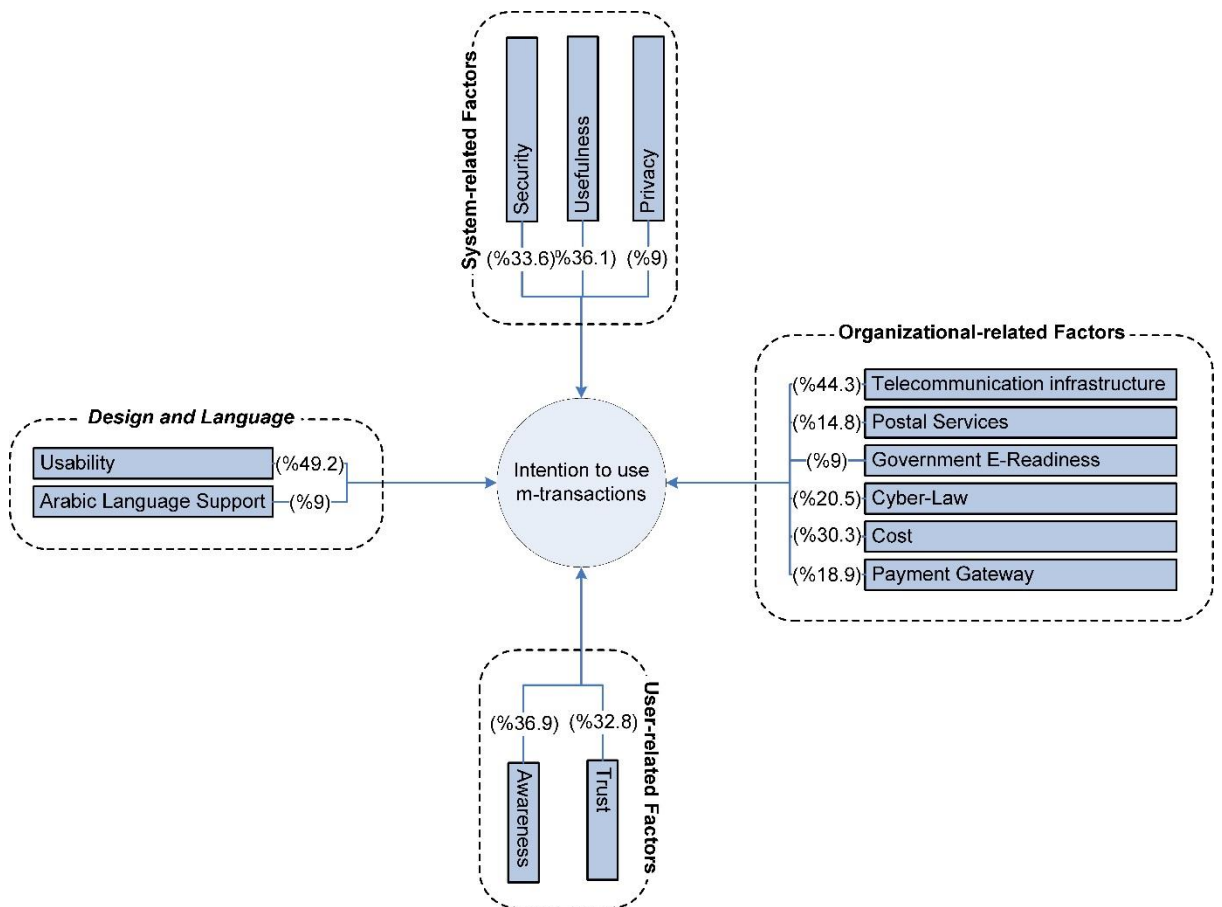 System-related Factors
Security
Usefulness
Privacy
(%33.6)
%36.1)
(%9)
Organizational-related Factors
(%44.3) Telecommunication infrastructure
(%14.8) Postal Services
(%9) Government E-Readiness
(%20.5) Cyber-Law
(%30.3) Cost
(%18.9) Payment Gateway
Design and Language
Usability (%49.2)
Arabic Language Support (%9)
Intention to use
m-transactions
User-related Factors
(%36.9)
(%32.8)
Awareness
Trust